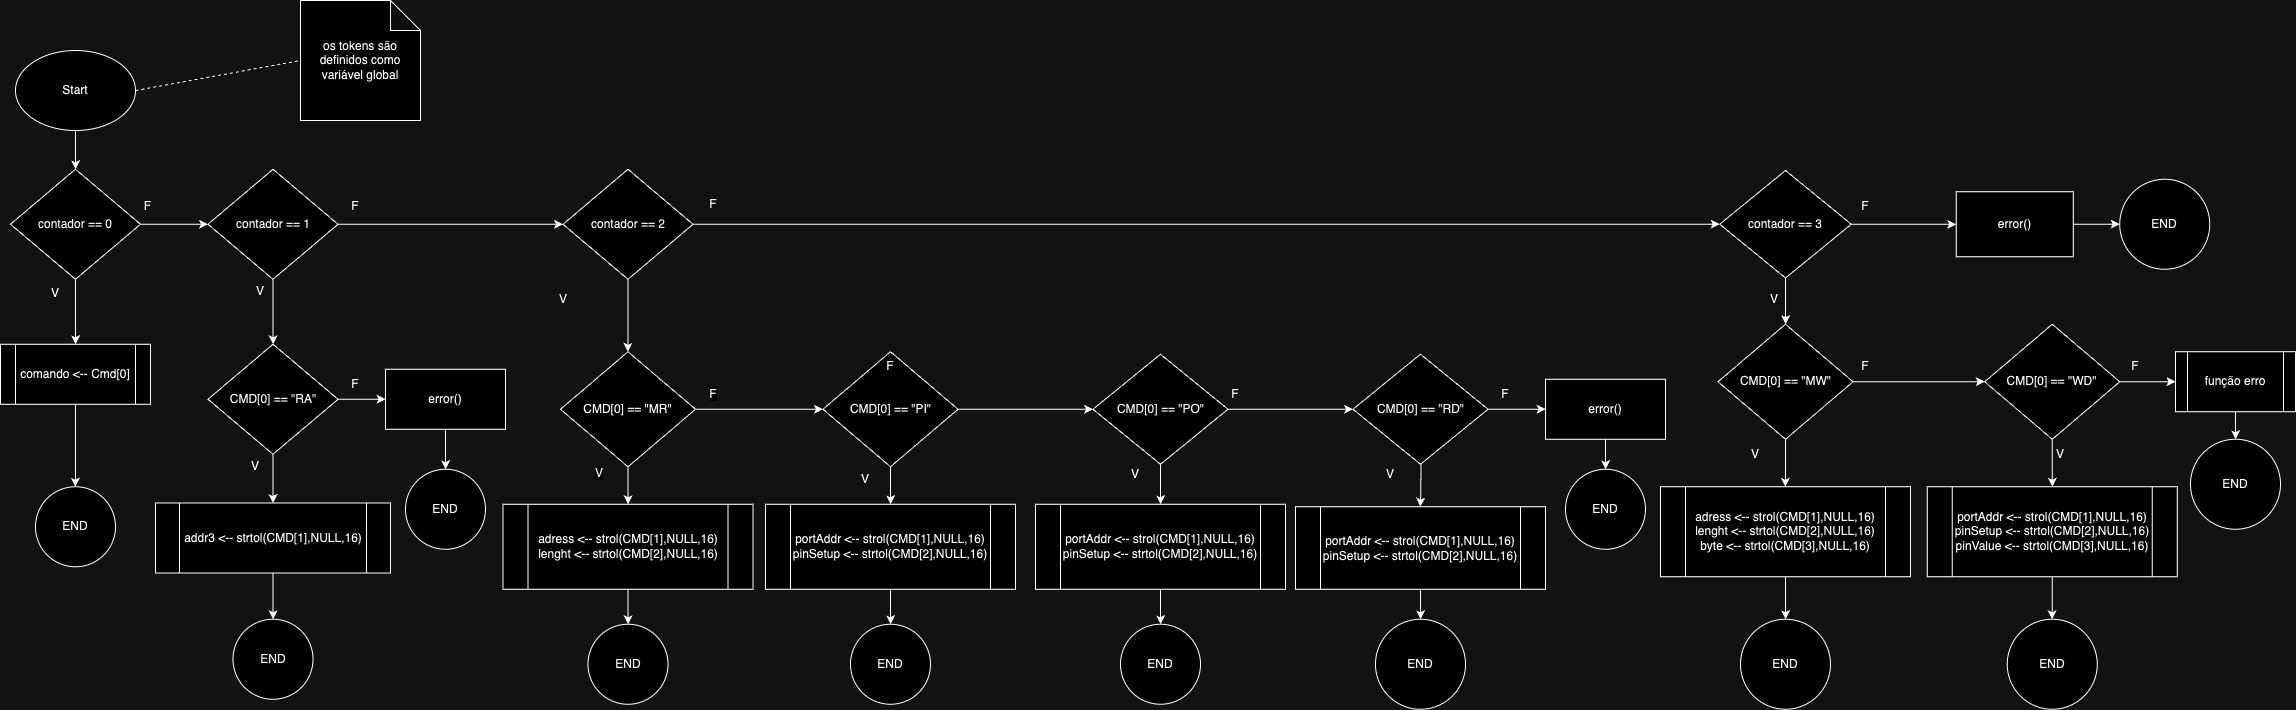 os tokens são
definidos como
variável global
Start
contador == 0
F
contador == 1
F
contador == 2
F
contador == 3
F
error()
END
V
V
V
V
comando <-- Cmd[0]
CMD[0] == "RA"
F
error()
CMD[0] == "MR"
F
F
CMD[0] == "PI"
CMD[0] == "PO"
F
CMD[0] == "RD"
F
error()
CMD[0] == "MW"
F
CMD[0] == "WD"
F
função erro
V
V
V
V
V
V
V
END
addr3 <-- strtol(CMD[1],NULL,16)
END
adress <-- strol(CMD[1],NULL,16)
lenght <-- strtol(CMD[2],NULL,16)
portAddr <-- strol(CMD[1],NULL,16)
pinSetup <-- strtol(CMD[2],NULL,16)
portAddr <-- strol(CMD[1],NULL,16)
pinSetup <-- strtol(CMD[2],NULL,16)
portAddr <-- strol(CMD[1],NULL,16)
pinSetup <-- strtol(CMD[2],NULL,16)
END
adress <-- strol(CMD[1],NULL,16)
lenght <-- strtol(CMD[2],NULL,16)
byte <-- strtol(CMD[3],NULL,16)
portAddr <-- strol(CMD[1],NULL,16)
pinSetup <-- strtol(CMD[2],NULL,16)
pinValue <-- strtol(CMD[3],NULL,16)
END
END
END
END
END
END
END
END